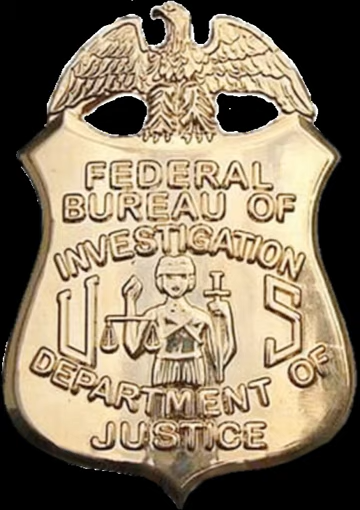 FEDERAL
BUREAU OF
INVESTIGATION
U S
DEPARTMENT OF
JUSTICE